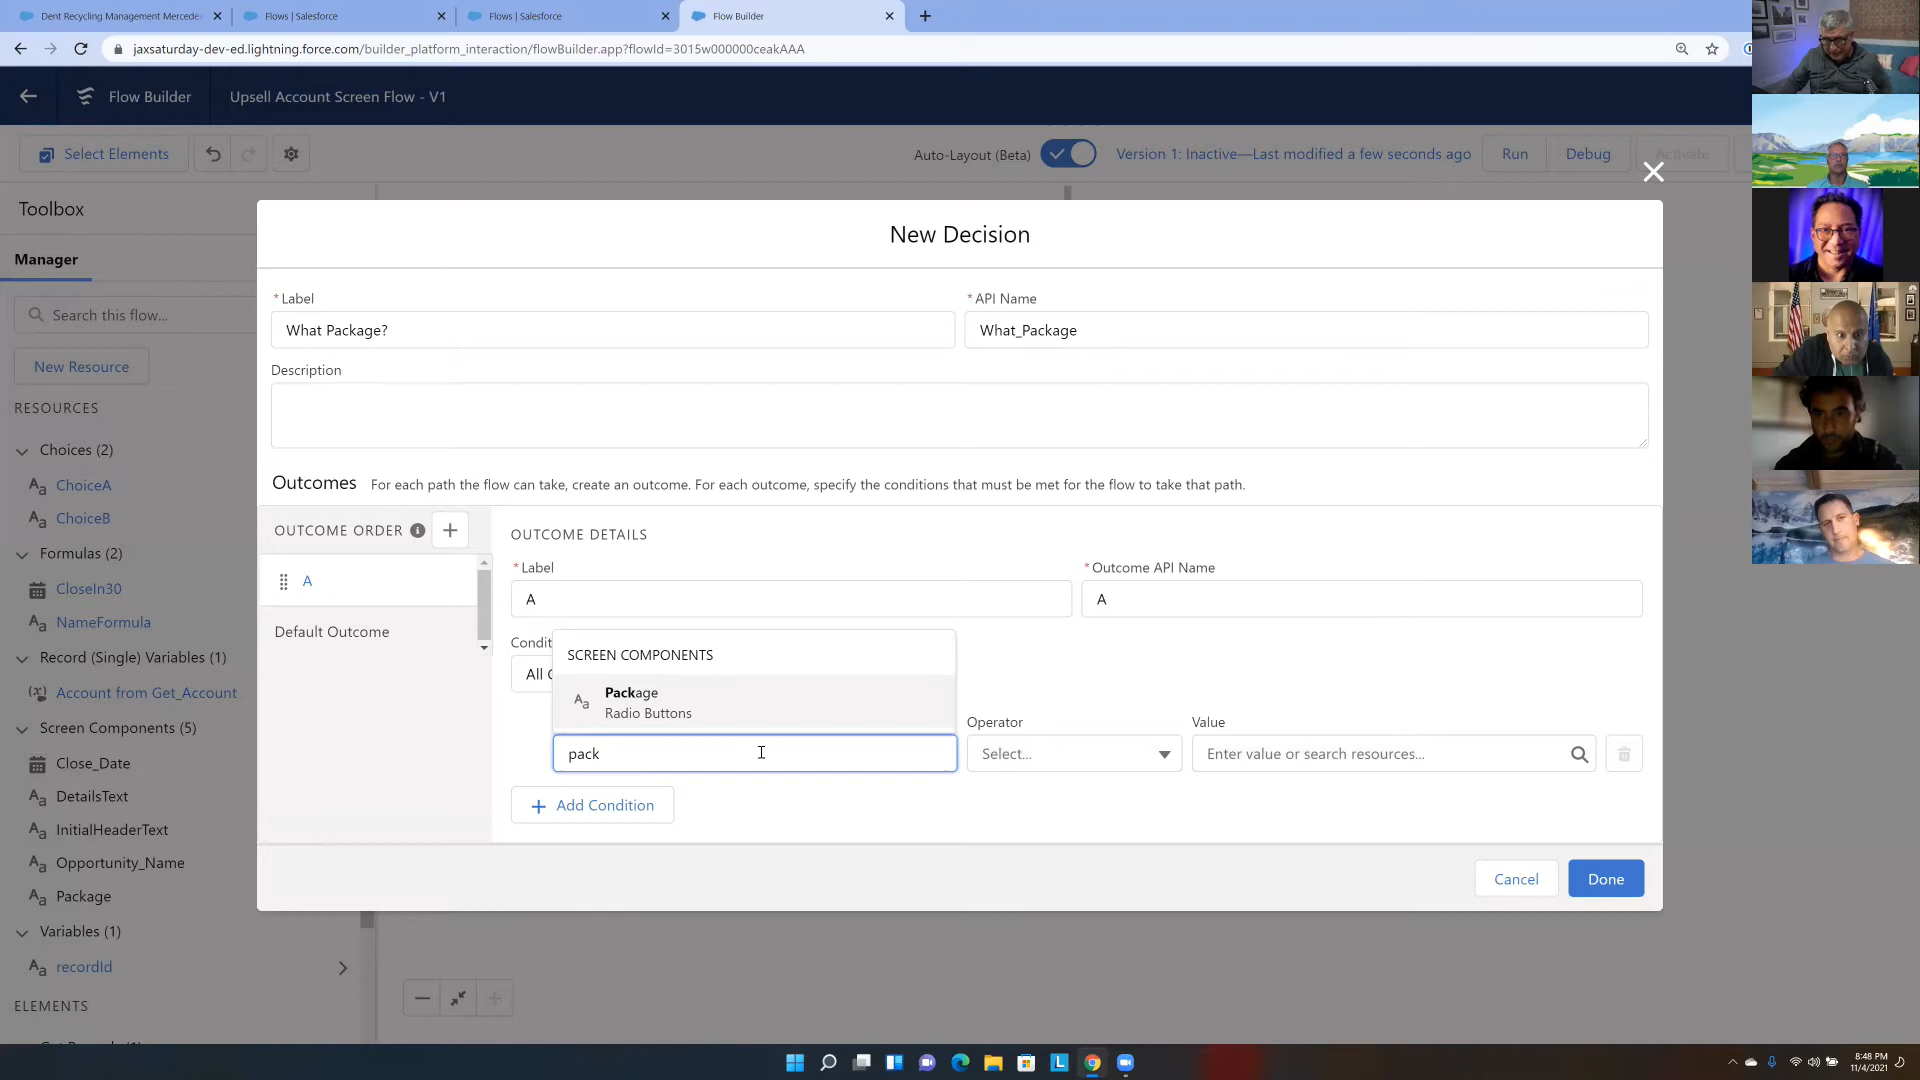 Dent Recycling Management Mercedes
Flows | Salesforce
Flows | Salesforce
Flow Builder
jaxsaturday-dev-ed.lightning.force.com/builder_platform_interaction/flowBuilder.app?flowId=3015w000000ceakAAA
Flow Builder
Upsell Account Screen Flow - V1
Select Elements
Auto-Layout (Beta)
Version 1: Inactive—Last modified a few seconds ago
Run
Debug
Activate
Toolbox
Manager
Search this flow...
New Resource
RESOURCES
Choices (2)
ChoiceA
ChoiceB
Formulas (2)
CloseIn30
NameFormula
Record (Single) Variables (1)
Account from Get_Account
Screen Components (5)
Close_Date
DetailsText
InitialHeaderText
Opportunity_Name
Package
Variables (1)
recordId
ELEMENTS
New Decision
* Label
What Package?
* API Name
What_Package
Description
Outcomes
For each path the flow can take, create an outcome. For each outcome, specify the conditions that must be met for the flow to take that path.
OUTCOME ORDER
A
Default Outcome
OUTCOME DETAILS
* Label
A
* Outcome API Name
A
Condit
All C
SCREEN COMPONENTS
Package
Radio Buttons
pack
Operator
Select...
Value
Enter value or search resources...
Add Condition
Cancel
Done
8:48 PM
11/4/2021